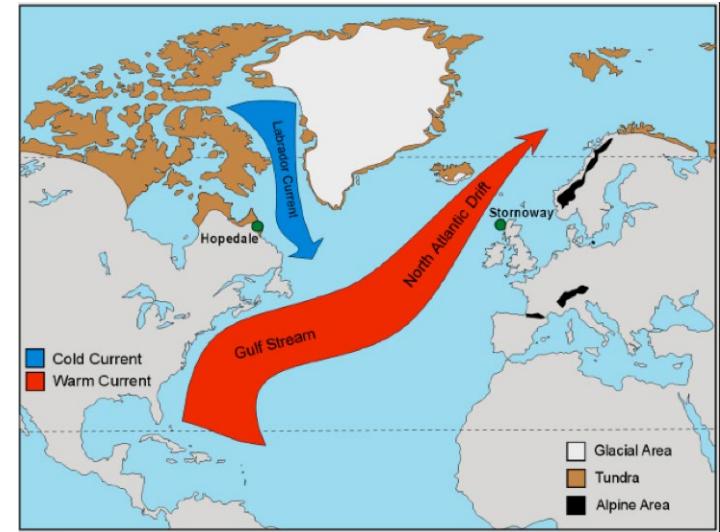 Labrador Current
Hopedale
Stornoway
North Atlantic Drift
Gulf Stream
Cold Current
Warm Current
Glacial Area
Tundra
Alpine Area